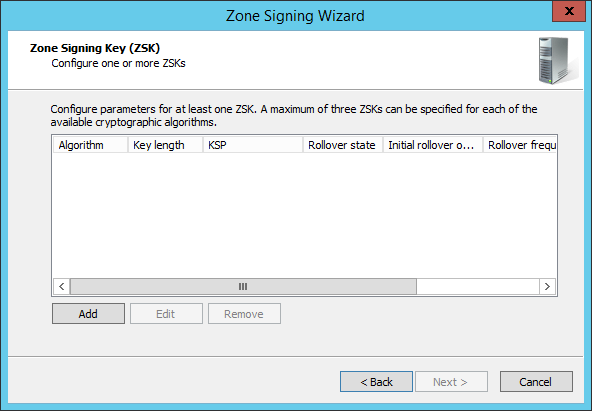 Zone Signing Wizard
x
Zone Signing Key (ZSK)
Configure one or more ZSKs
Configure parameters for at least one ZSK. A maximum of three ZSKs can be specified for each of the
available cryptographic algorithms.
Algorithm Key length KSP Rollover state Initial rollover o... Rollover frequ
Add Edit Remove
< Back Next > Cancel